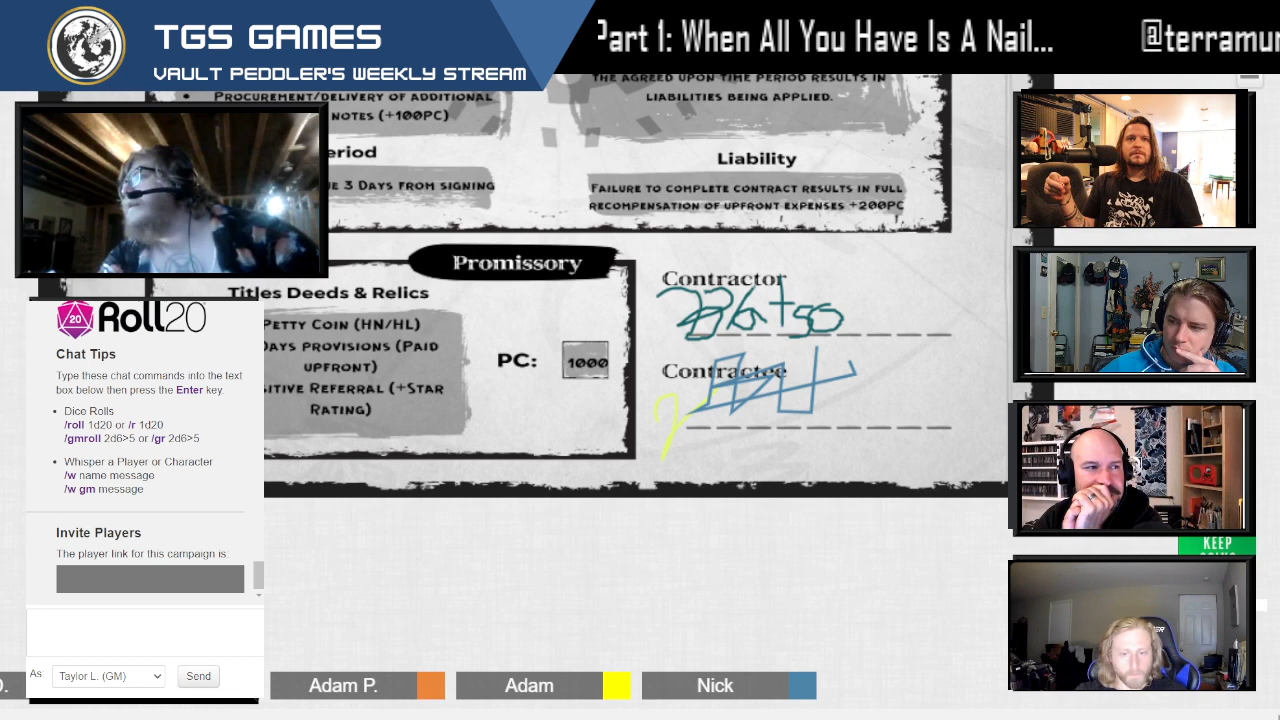 TGS GAMES
VAULT PEDDLER'S WEEKLY STREAM
Part 1: When All You Have Is A Nail...
@terramur
THE AGREED UPON TIME PERIOD RESULTS IN
LIABILITIES BEING APPLIED.
• PROCUREMENT/DELIVERY OF ADDITIONAL
NOTES (+100PC)
eriod
E 3 DAYS FROM SIGNING
Liability
FAILURE TO COMPLETE CONTRACT RESULTS IN FULL
RECOMPENSATION OF UPFRONT EXPENSES +200PC
Promissory
Titles Deeds & Relics
PETTY COIN (HN/HL)
DAYS PROVISIONS (PAID
UPFRONT)
SITIVE REFERRAL (+STAR
RATING)
PC: 1000
Contractor
Contractee
20
Roll20
Chat Tips
Type these chat commands into the text
box below then press the Enter key.
• Dice Rolls
/roll 1d20 or /r 1d20
/gmroll 2d6>5 or /gr 2d6>5
• Whisper a Player or Character
/w name message
/w gm message
Invite Players
The player link for this campaign is
As: Taylor L. (GM) Send
Adam P.
Adam
Nick
KEEP